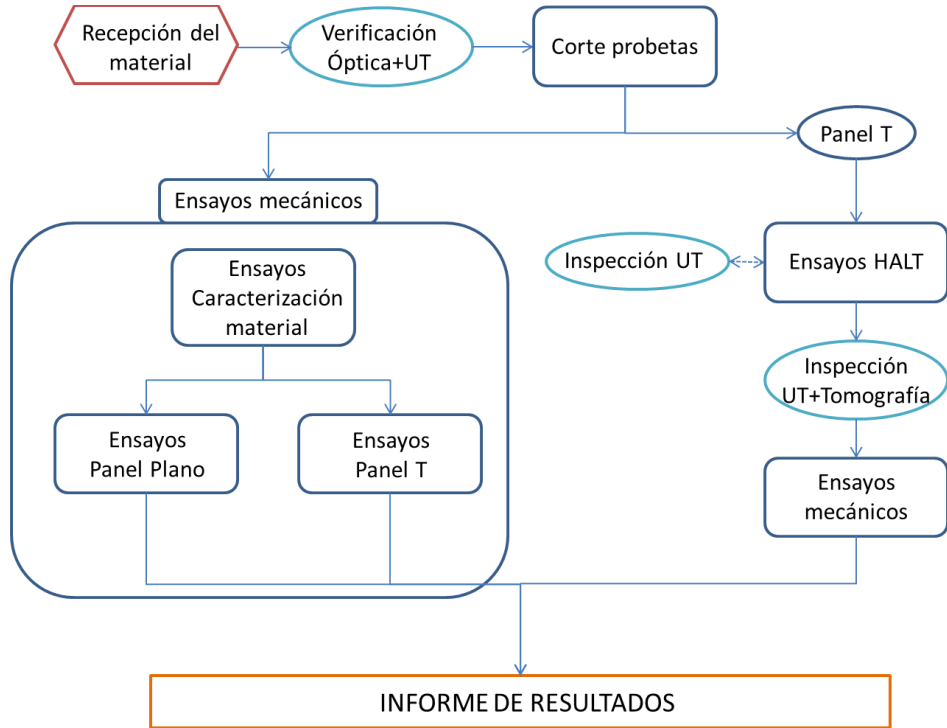 Recepción del
material
Verificación
Óptica+UT
Corte probetas
Panel T
Ensayos mecánicos
Ensayos
Caracterización
material
Inspección UT
Ensayos HALT
Inspección
UT+Tomografía
Ensayos
Panel Plano
Ensayos
Panel T
Ensayos
mecánicos
INFORME DE RESULTADOS